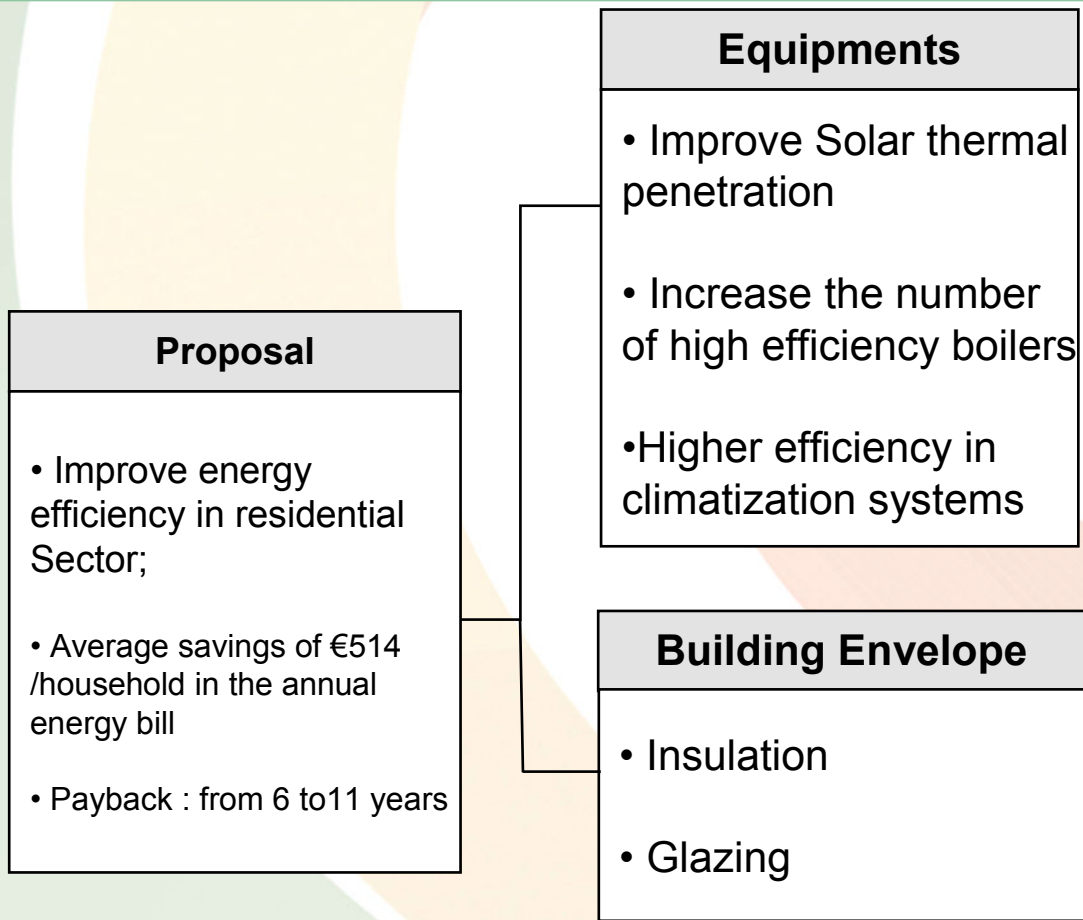 Proposal
• Improve energy
efficiency in residential
Sector;
• Average savings of €514
/household in the annual
energy bill
• Payback : from 6 to11 years
Equipments
• Improve Solar thermal
penetration
• Increase the number
of high efficiency boilers
•Higher efficiency in
climatization systems
Building Envelope
• Insulation
• Glazing